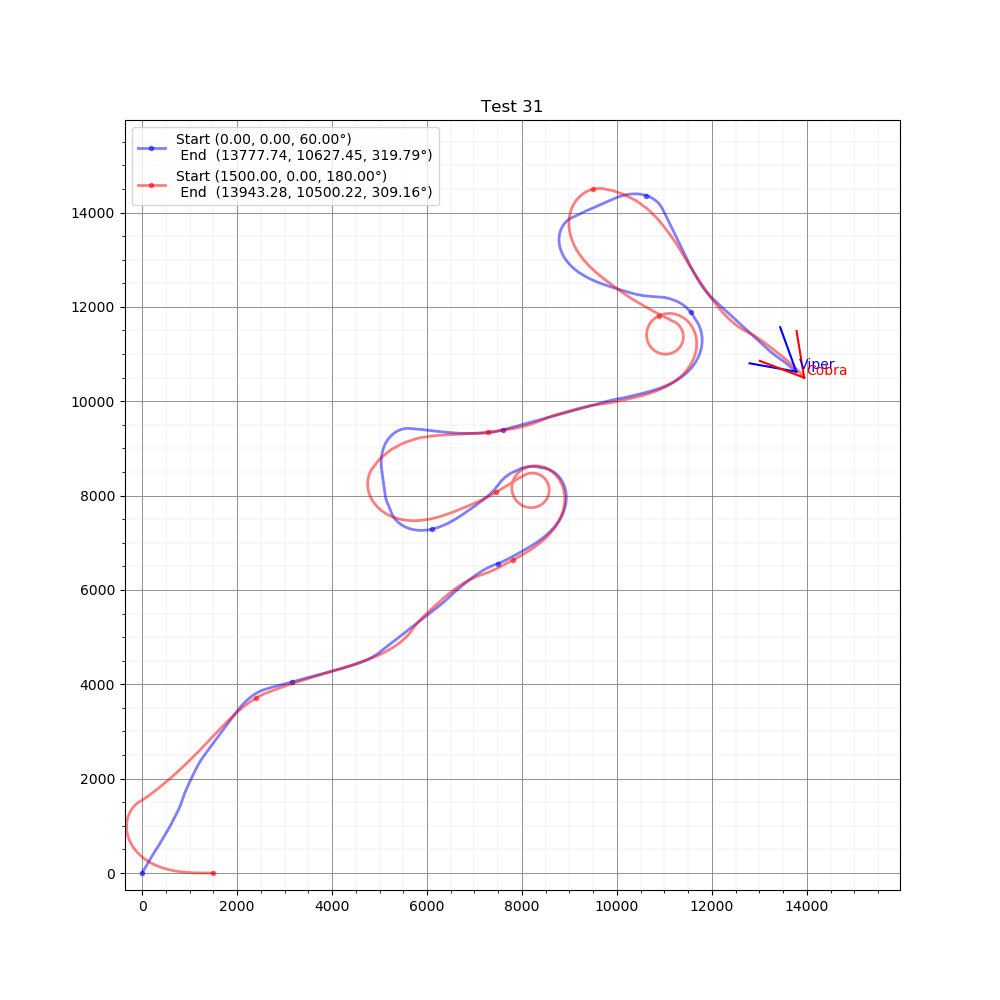 Test 31
Start (0.00, 0.00, 60.00°)
End (13777.74, 10627.45, 319.79°)
Start (1500.00, 0.00, 180.00°)
End (13943.28, 10500.22, 309.16°)
14000
12000
10000
8000
6000
4000
2000
0
Viper
Cobra
0 2000 4000 6000 8000 10000 12000 14000